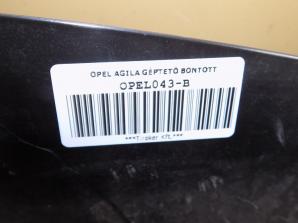 OPEL AGILA GÉPTETŐ BONTOTT
OPEL043-B